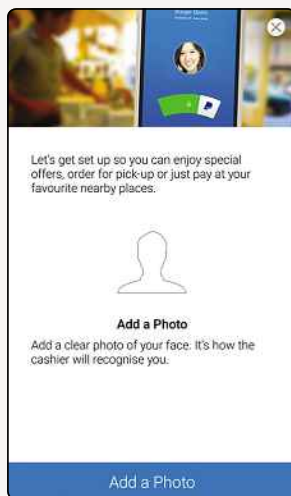 Let's get set up so you can enjoy special
offers, order for pick-up or just pay at your
favourite nearby places.
Add a Photo
Add a clear photo of your face. It's how the
cashier will recognise you.
Add a Photo